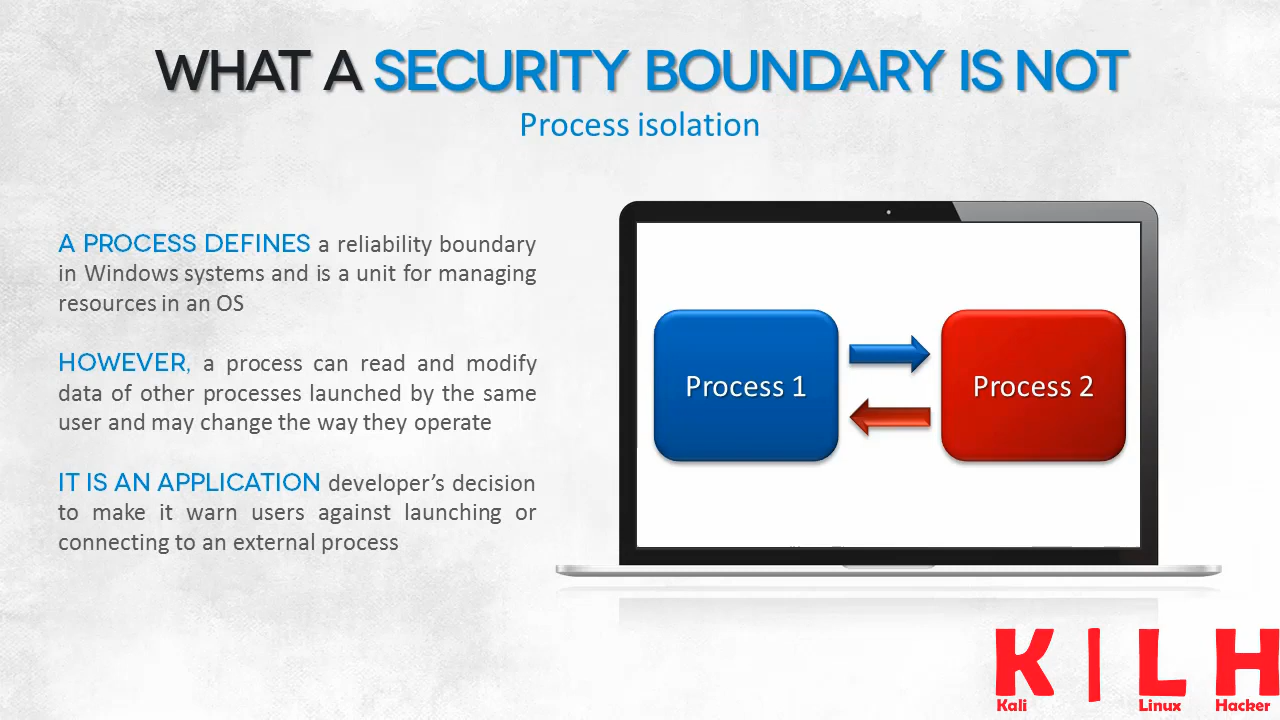 WHAT A SECURITY BOUNDARY IS NOT
Process isolation
A PROCESS DEFINES a reliability boundary
in Windows systems and is a unit for managing
resources in an OS
HOWEVER, a process can read and modify
data of other processes launched by the same
user and may change the way they operate
IT IS AN APPLICATION developer's decision
to make it warn users against launching or
connecting to an external process
Process 1
Process 2
K | L H
Kali Linux Hacker